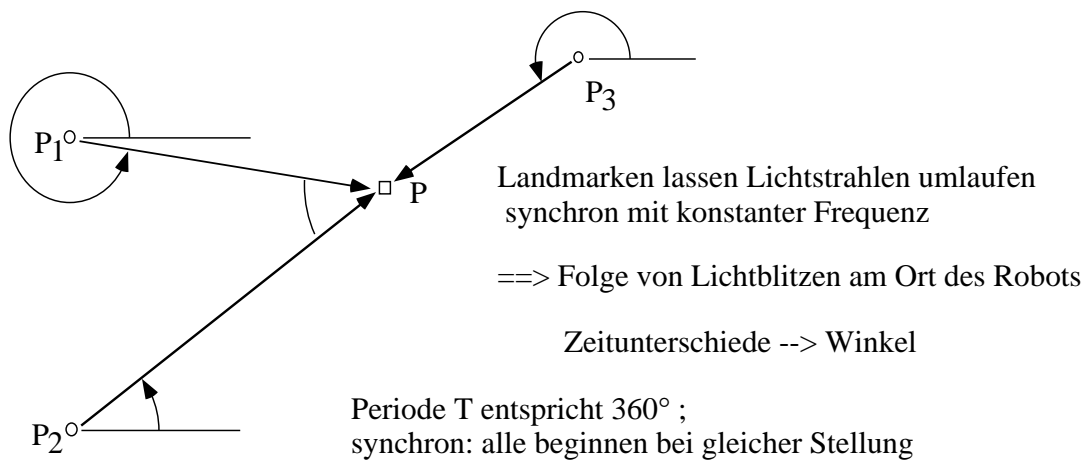 P3
P1
P
Landmarken lassen Lichtstrahlen umlaufen
synchron mit konstanter Frequenz
==> Folge von Lichtblitzen am Ort des Robots
Zeitunterschiede --> Winkel
Periode T entspricht 360° ;
P2
synchron: alle beginnen bei gleicher Stellung